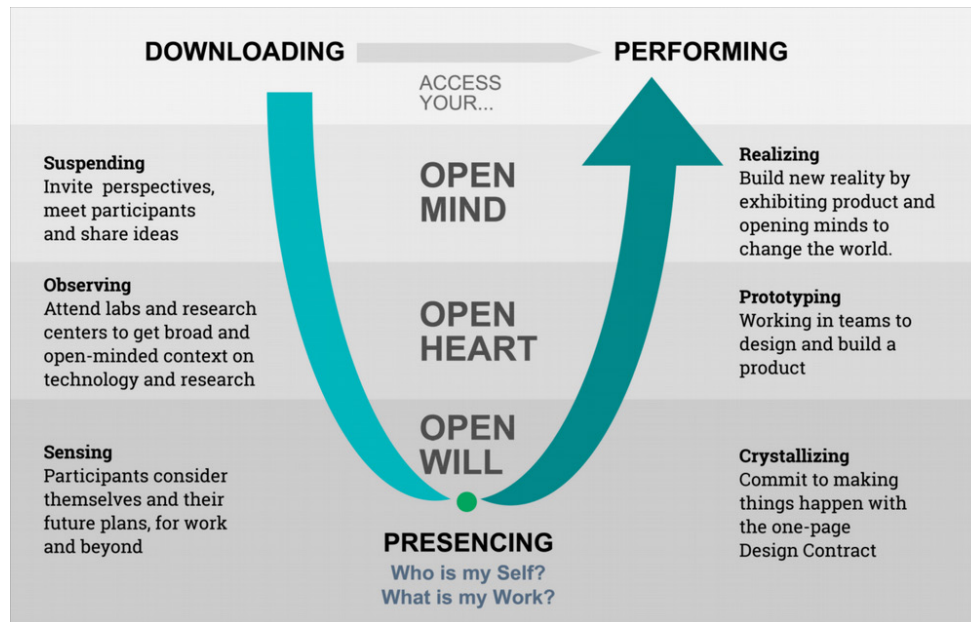 DOWNLOADING
PERFORMING
ACCESS
YOUR...
Suspending
Invite perspectives,
meet participants
and share ideas
OPEN
MIND
Realizing
Build new reality by
exhibiting product and
opening minds to
change the world.
Observing
Attend labs and research
centers to get broad and
open-minded context on
technology and research
OPEN
HEART
Prototyping
Working in teams to
design and build a
product
Sensing
Participants consider
themselves and their
future plans, for work
and beyond
OPEN
WILL
Crystallizing
Commit to making
things happen with
the one-page
Design Contract
PRESENCING
Who is my Self?
What is my Work?